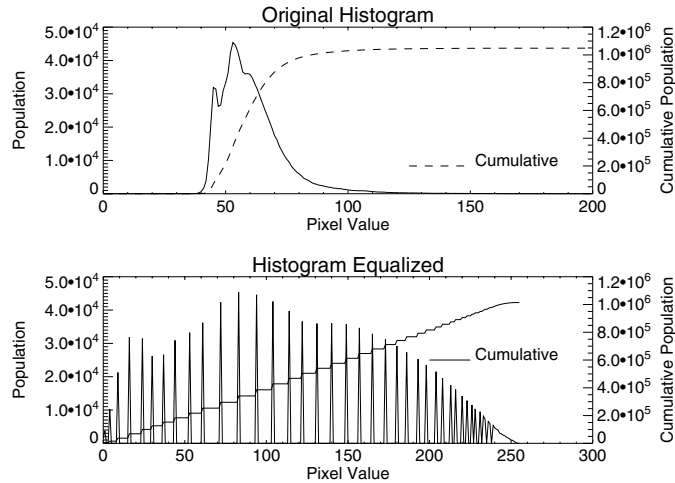 Original Histogram
5.0•10⁴
4.0•10⁴
3.0•10⁴
2.0•10⁴
1.0•10⁴
0
Population
1.2•10⁶
1.0•10⁶
8.0•10⁵
6.0•10⁵
4.0•10⁵
2.0•10⁵
0
Cumulative Population
Cumulative
0 50 100 150 200
Pixel Value
Histogram Equalized
5.0•10⁴
4.0•10⁴
3.0•10⁴
2.0•10⁴
1.0•10⁴
0
Population
1.2•10⁶
1.0•10⁶
8.0•10⁵
6.0•10⁵
4.0•10⁵
2.0•10⁵
0
Cumulative Population
Cumulative
0 50 100 150 200 250 300
Pixel Value